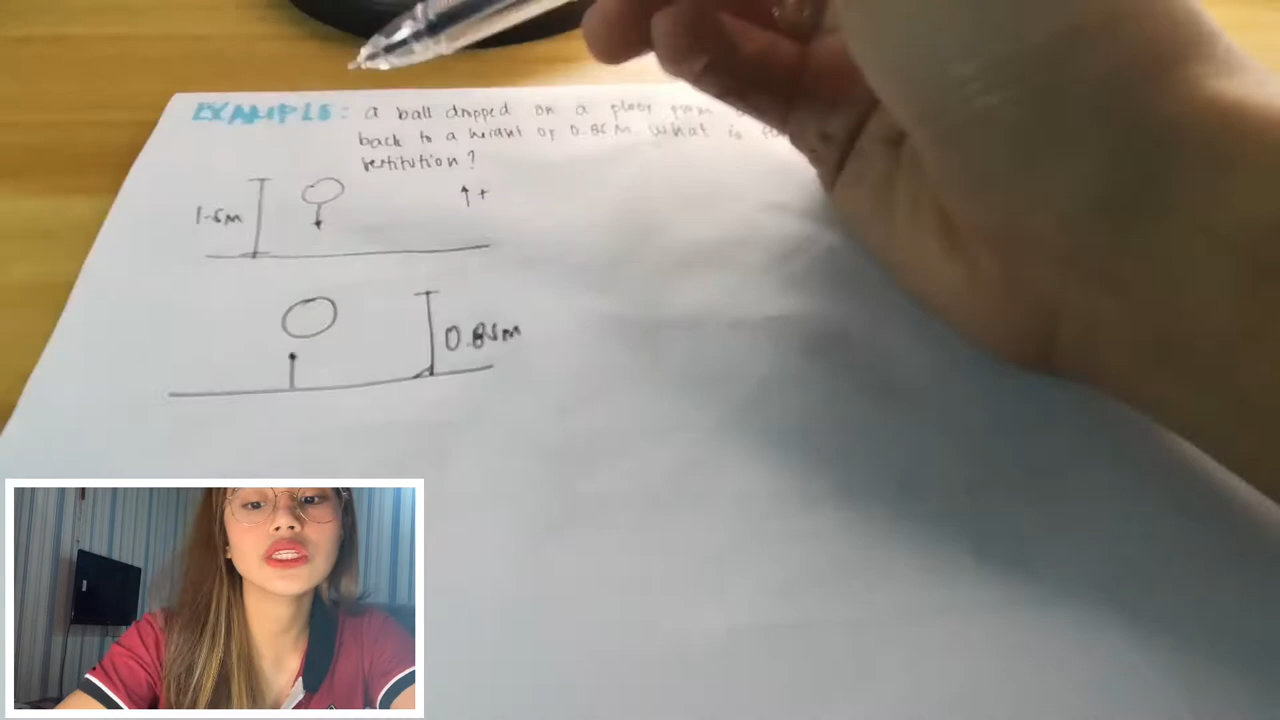 EXAMPLE: a ball dropped on a floor from
back to a height of 0.85m what is
restitution?
↑ +
1.5m
0.85m